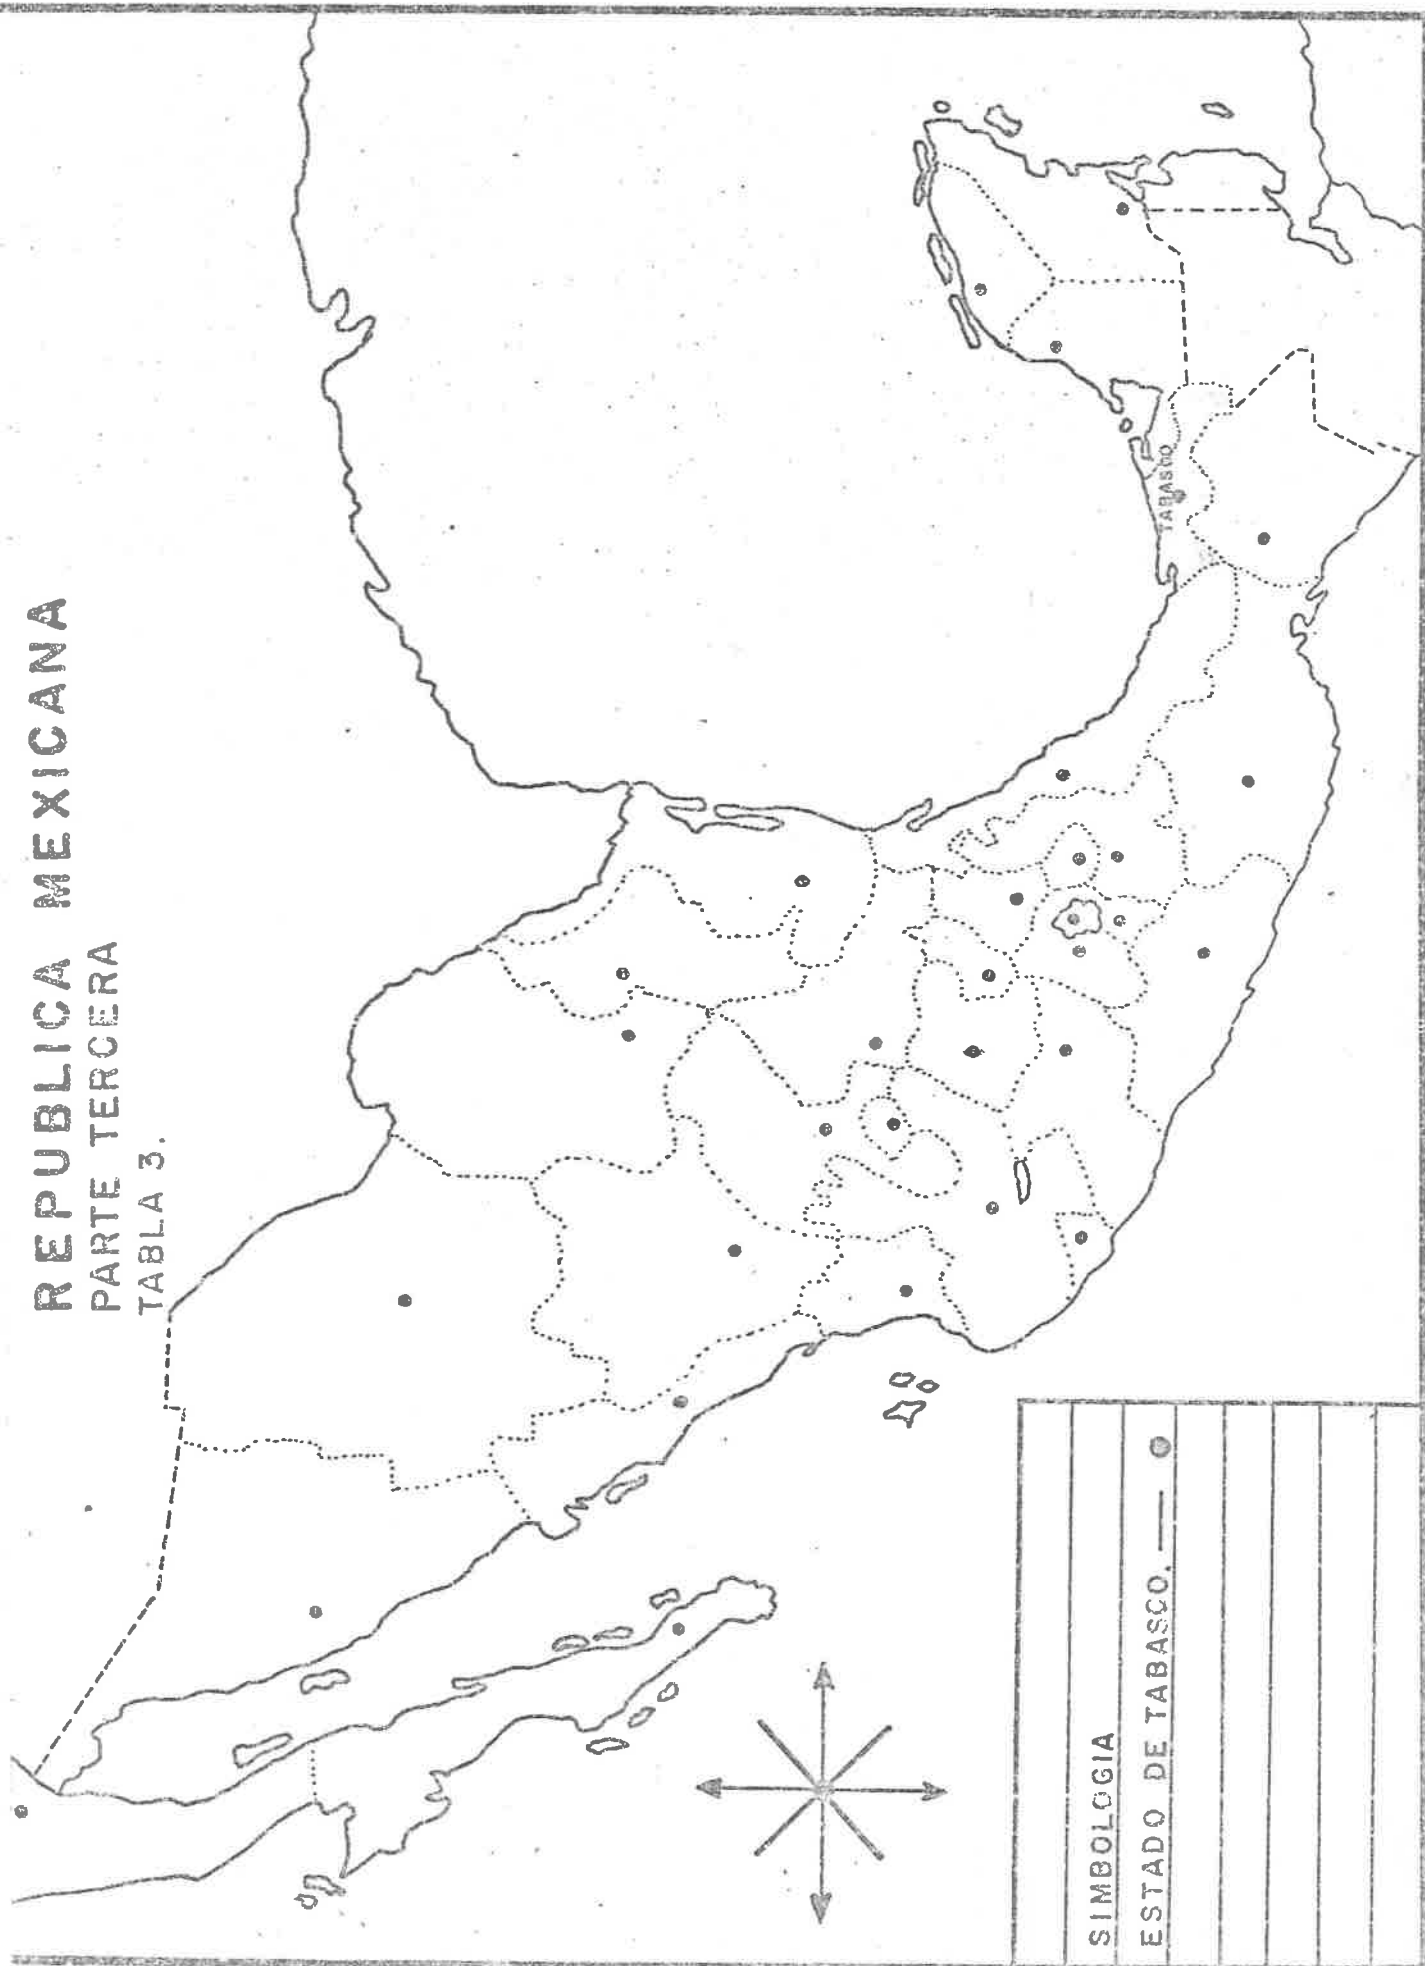 REPUBLICA MEXICANA
PARTE TERCERA
TABLA 3.
TABASCO
SIMBOLOGIA
ESTADO DE TABASCO.